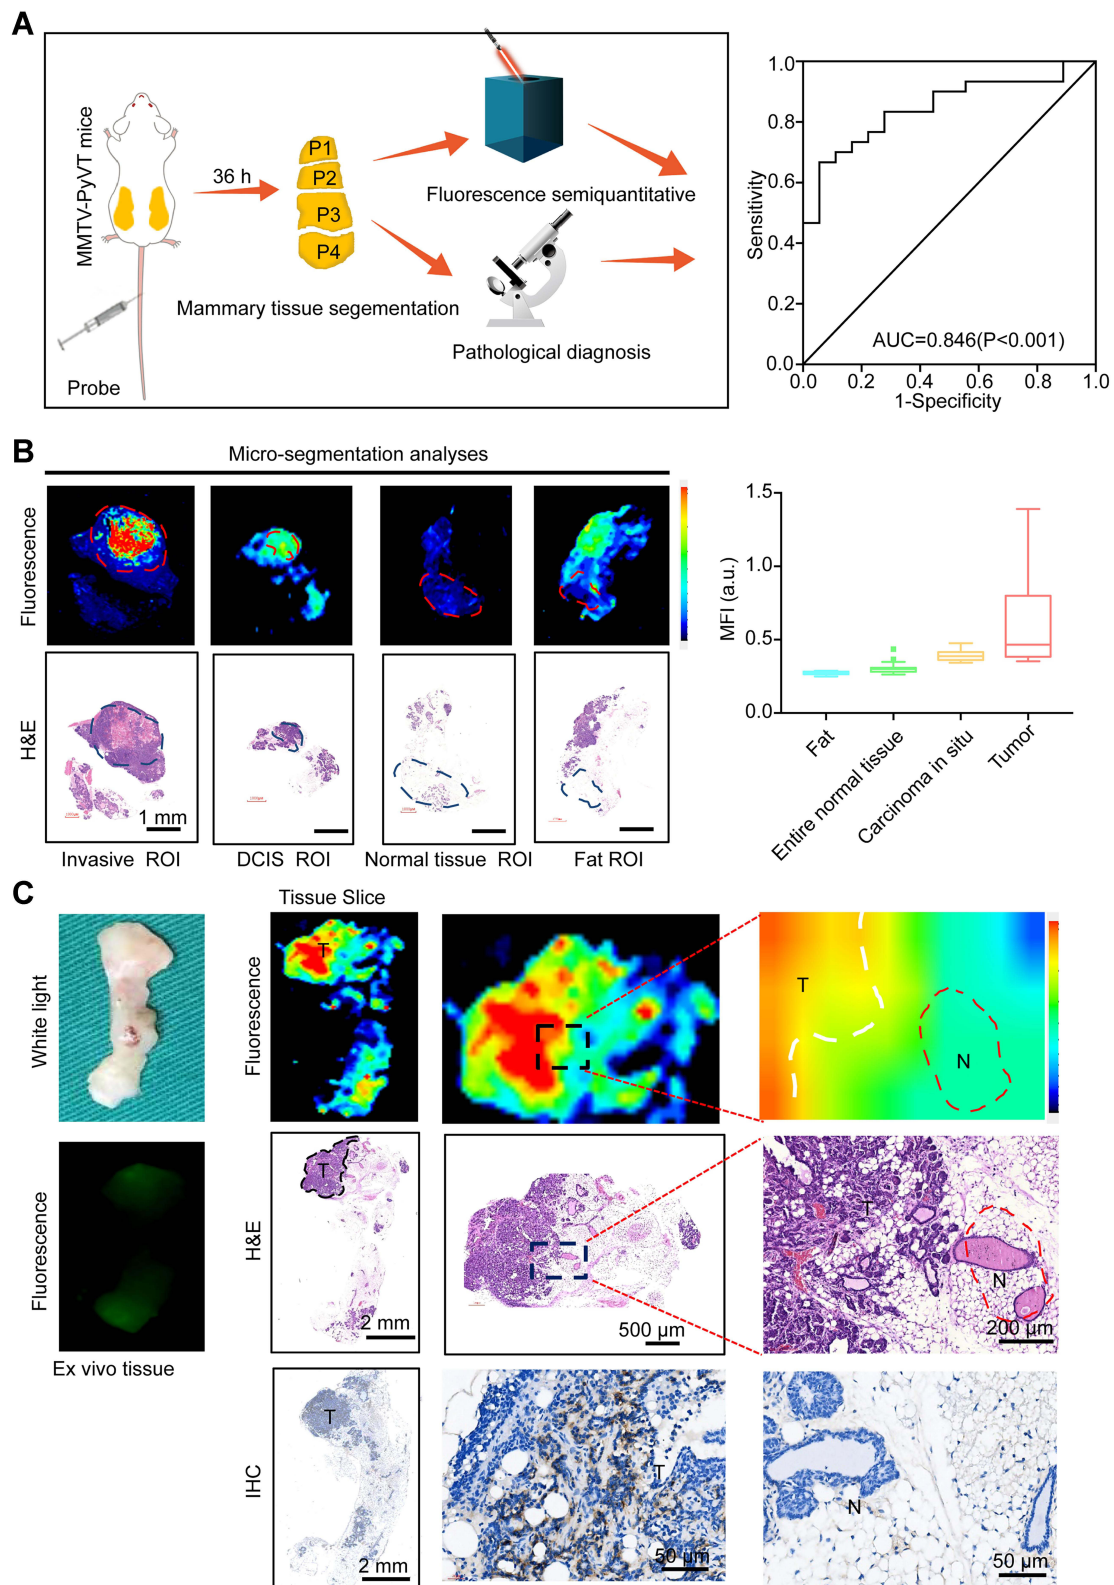 A
MMTV-PyVT mice
36 h
P1
P2
P3
P4
Probe
Mammary tissue segementation
Fluorescence semiquantitative
Pathological diagnosis
Sensitivity
1.0
0.8
0.6
0.4
0.2
0.0
AUC=0.846(P<0.001)
0.0 0.2 0.4 0.6 0.8 1.0
1-Specificity
B
Micro-segmentation analyses
Fluorescence
H&E
1 mm
Invasive ROI
DCIS ROI
Normal tissue ROI
Fat ROI
MFI (a.u.)
1.5
1.0
0.5
0.0
Fat
Entire normal tissue
Carcinoma in situ
Tumor
C
White light
Fluorescence
Ex vivo tissue
Tissue Slice
Fluorescence
T
T
N
H&E
T
2 mm
500 µm
T
N
200 µm
IHC
T
2 mm
T
50 µm
N
50 µm